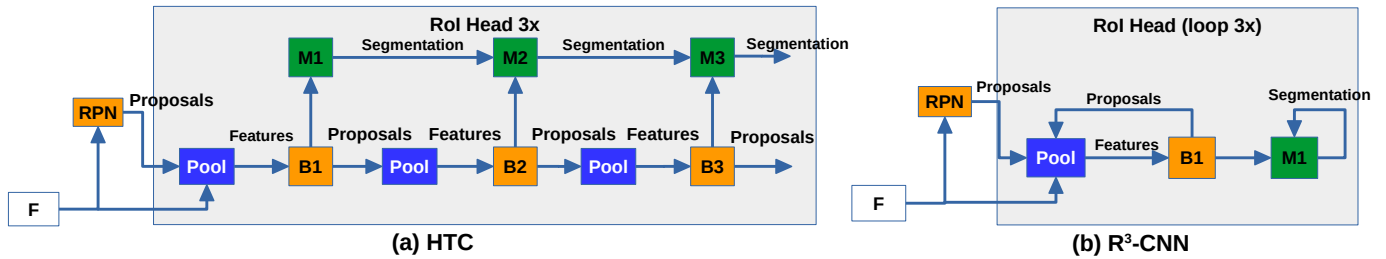 RoI Head 3x
M1
Segmentation
M2
Segmentation
M3
Segmentation
RPN
Proposals
Features
Proposals
Features
Proposals
Features
Proposals
Pool
B1
Pool
B2
Pool
B3
F
(a) HTC
RoI Head (loop 3x)
RPN
Proposals
Proposals
Segmentation
Pool
Features
B1
M1
F
(b) R³-CNN